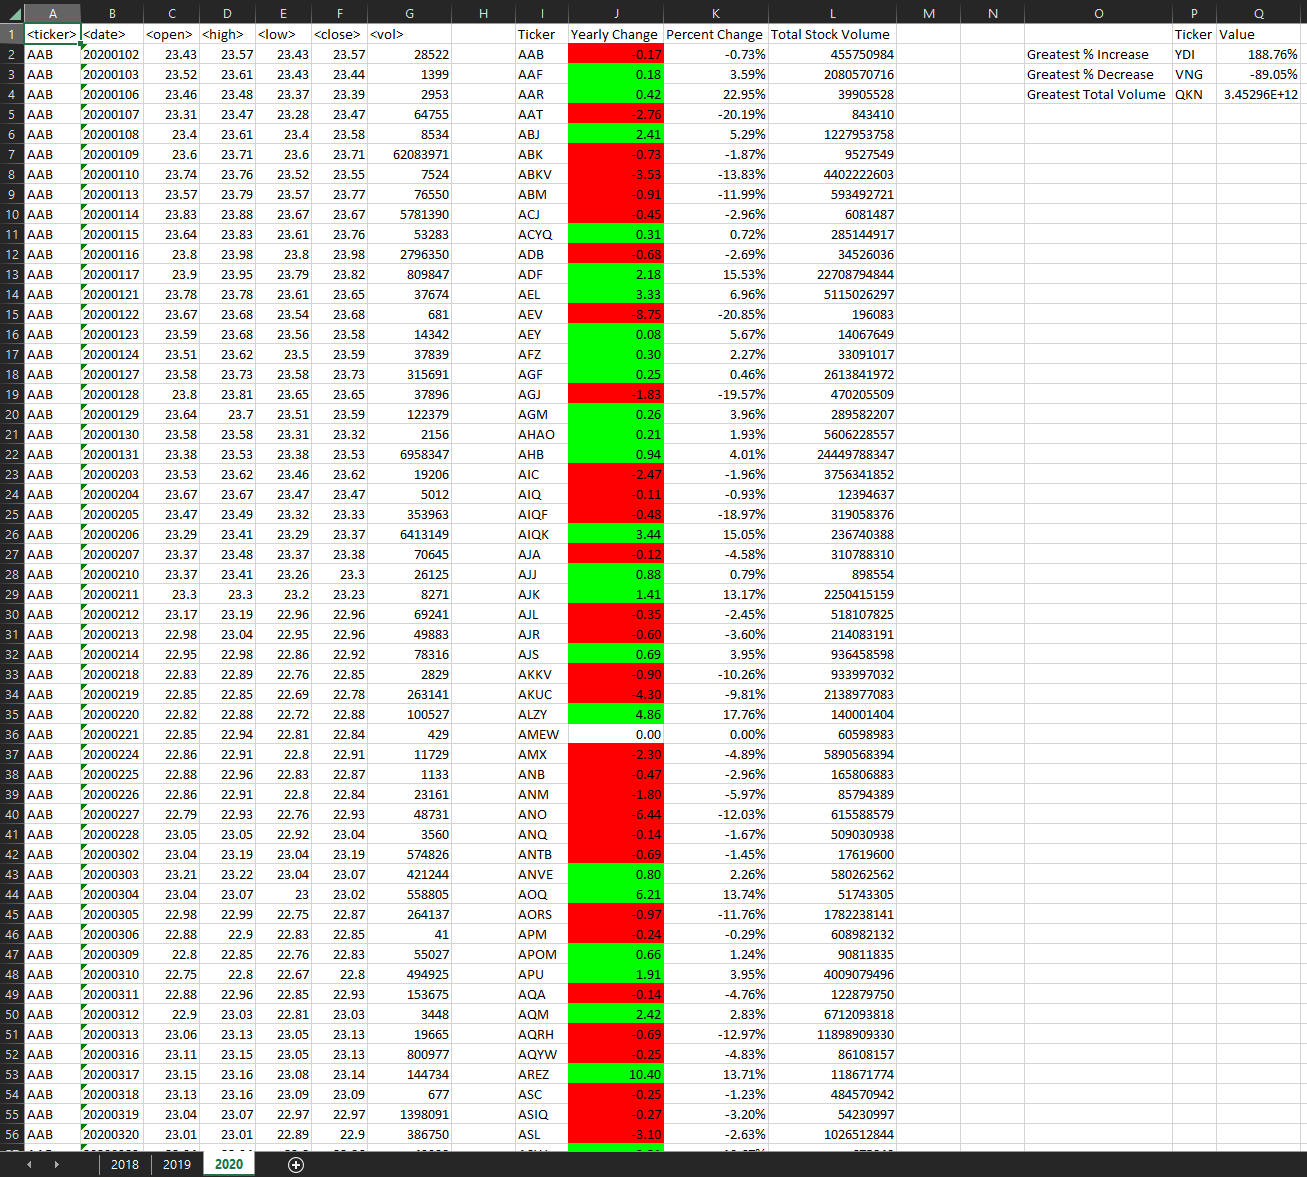 A B C D E F G H I J K L M N O P Q
1 <ticker> <date> <open> <high> <low> <close> <vol> Ticker Yearly Change Percent Change Total Stock Volume Ticker Value
2 AAB 20200102 23.43 23.57 23.43 23.57 28522 AAB -0.17 -0.73% 455750984 Greatest % Increase YDI 188.76%
3 AAB 20200103 23.52 23.61 23.43 23.44 1399 AAF 0.18 3.59% 2080570716 Greatest % Decrease VNG -89.05%
4 AAB 20200106 23.46 23.48 23.37 23.39 2953 AAR 0.42 22.95% 39905528 Greatest Total Volume QKN 3.45296E+12
5 AAB 20200107 23.31 23.47 23.28 23.47 64755 AAT -2.76 -20.19% 843410
6 AAB 20200108 23.4 23.61 23.4 23.58 8534 ABJ 2.41 5.29% 1227953758
7 AAB 20200109 23.6 23.71 23.6 23.71 62083971 ABK -0.73 -1.87% 9527549
8 AAB 20200110 23.74 23.76 23.52 23.55 7524 ABKV -3.53 -13.83% 4402222603
9 AAB 20200113 23.57 23.79 23.57 23.77 76550 ABM -0.91 -11.99% 593492721
10 AAB 20200114 23.83 23.88 23.67 23.67 5781390 ACJ -0.45 -2.96% 6081487
11 AAB 20200115 23.64 23.83 23.61 23.76 53283 ACYQ 0.31 0.72% 285144917
12 AAB 20200116 23.8 23.98 23.8 23.98 2796350 ADB -0.68 -2.69% 34526036
13 AAB 20200117 23.9 23.95 23.79 23.82 809847 ADF 2.18 15.53% 22708794844
14 AAB 20200121 23.78 23.78 23.61 23.65 37674 AEL 3.33 6.96% 5115026297
15 AAB 20200122 23.67 23.68 23.54 23.68 681 AEV -8.75 -20.85% 196083
16 AAB 20200123 23.59 23.68 23.56 23.58 14342 AEY 0.08 5.67% 14067649
17 AAB 20200124 23.51 23.62 23.5 23.59 37839 AFZ 0.30 2.27% 33091017
18 AAB 20200127 23.58 23.73 23.58 23.73 315691 AGF 0.25 0.46% 2613841972
19 AAB 20200128 23.8 23.81 23.65 23.65 37896 AGJ -1.83 -19.57% 470205509
20 AAB 20200129 23.64 23.7 23.51 23.59 122379 AGM 0.26 3.96% 289582207
21 AAB 20200130 23.58 23.58 23.31 23.32 2156 AHAO 0.21 1.93% 5606228557
22 AAB 20200131 23.38 23.53 23.38 23.53 6958347 AHB 0.94 4.01% 24449788347
23 AAB 20200203 23.53 23.62 23.46 23.62 19206 AIC -2.47 -1.96% 3756341852
24 AAB 20200204 23.67 23.67 23.47 23.47 5012 AIQ -0.11 -0.93% 12394637
25 AAB 20200205 23.47 23.49 23.32 23.33 353963 AIQF -0.48 -18.97% 319058376
26 AAB 20200206 23.29 23.41 23.29 23.37 6413149 AIQK 3.44 15.05% 236740388
27 AAB 20200207 23.37 23.48 23.37 23.38 70645 AJA -0.12 -4.58% 310788310
28 AAB 20200210 23.37 23.41 23.26 23.3 26125 AJJ 0.88 0.79% 898554
29 AAB 20200211 23.3 23.3 23.2 23.23 8271 AJK 1.41 13.17% 2250415159
30 AAB 20200212 23.17 23.19 22.96 22.96 69241 AJL -0.35 -2.45% 518107825
31 AAB 20200213 22.98 23.04 22.95 22.96 49883 AJR -0.60 -3.60% 214083191
32 AAB 20200214 22.95 22.98 22.86 22.92 78316 AJS 0.69 3.95% 936458598
33 AAB 20200218 22.83 22.89 22.76 22.85 2829 AKKV -0.90 -10.26% 933997032
34 AAB 20200219 22.85 22.85 22.69 22.78 263141 AKUC -4.30 -9.81% 2138977083
35 AAB 20200220 22.82 22.88 22.72 22.88 100527 ALZY 4.86 17.76% 140001404
36 AAB 20200221 22.85 22.94 22.81 22.84 429 AMEW 0.00 0.00% 60598983
37 AAB 20200224 22.86 22.91 22.8 22.91 11729 AMX -2.30 -4.89% 5890568394
38 AAB 20200225 22.88 22.96 22.83 22.87 1133 ANB -0.47 -2.96% 165806883
39 AAB 20200226 22.86 22.91 22.8 22.84 23161 ANM -1.80 -5.97% 85794389
40 AAB 20200227 22.79 22.93 22.76 22.93 48731 ANO -6.44 -12.03% 615588579
41 AAB 20200228 23.05 23.05 22.92 23.04 3560 ANQ -0.14 -1.67% 509030938
42 AAB 20200302 23.04 23.19 23.04 23.19 574826 ANTB -0.69 -1.45% 17619600
43 AAB 20200303 23.21 23.22 23.04 23.07 421244 ANVE 0.80 2.26% 580262562
44 AAB 20200304 23.04 23.07 23 23.02 558805 AOQ 6.21 13.74% 51743305
45 AAB 20200305 22.98 22.99 22.75 22.87 264137 AORS -0.97 -11.76% 1782238141
46 AAB 20200306 22.88 22.9 22.83 22.85 41 APM -0.24 -0.29% 608982132
47 AAB 20200309 22.8 22.85 22.76 22.83 55027 APOM 0.66 1.24% 90811835
48 AAB 20200310 22.75 22.8 22.67 22.8 494925 APU 1.91 3.95% 4009079496
49 AAB 20200311 22.88 22.96 22.85 22.93 153675 AQA -0.14 -4.76% 122879750
50 AAB 20200312 22.9 23.03 22.81 23.03 3448 AQM 2.42 2.83% 6712093818
51 AAB 20200313 23.06 23.13 23.05 23.13 19665 AQRH -0.69 -12.97% 11898909330
52 AAB 20200316 23.11 23.15 23.05 23.13 800977 AQYW -0.25 -4.83% 86108157
53 AAB 20200317 23.15 23.16 23.08 23.14 144734 AREZ 10.40 13.71% 118671774
54 AAB 20200318 23.13 23.16 23.09 23.09 677 ASC -0.25 -1.23% 484570942
55 AAB 20200319 23.04 23.07 22.97 22.97 1398091 ASIQ -0.27 -3.20% 54230997
56 AAB 20200320 23.01 23.01 22.89 22.9 386750 ASL -3.10 -2.63% 1026512844
2018 2019 2020